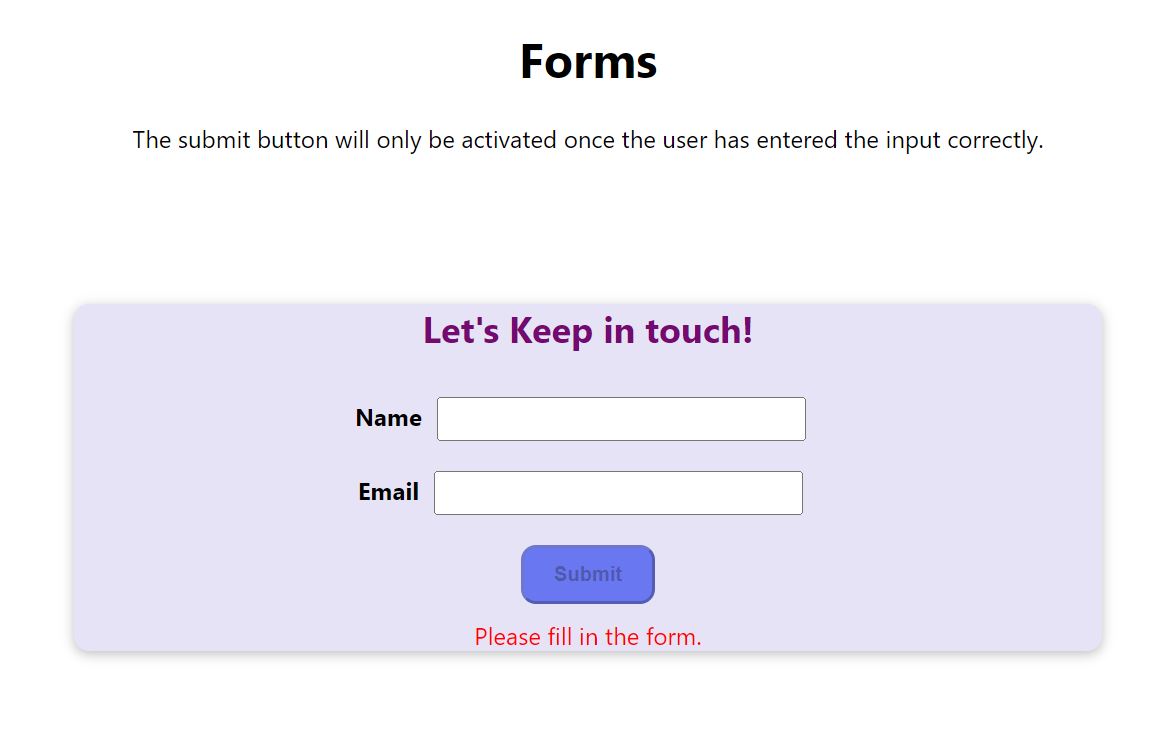 Forms
The submit button will only be activated once the user has entered the input correctly.
Let's Keep in touch!
Name
Email
Submit
Please fill in the form.